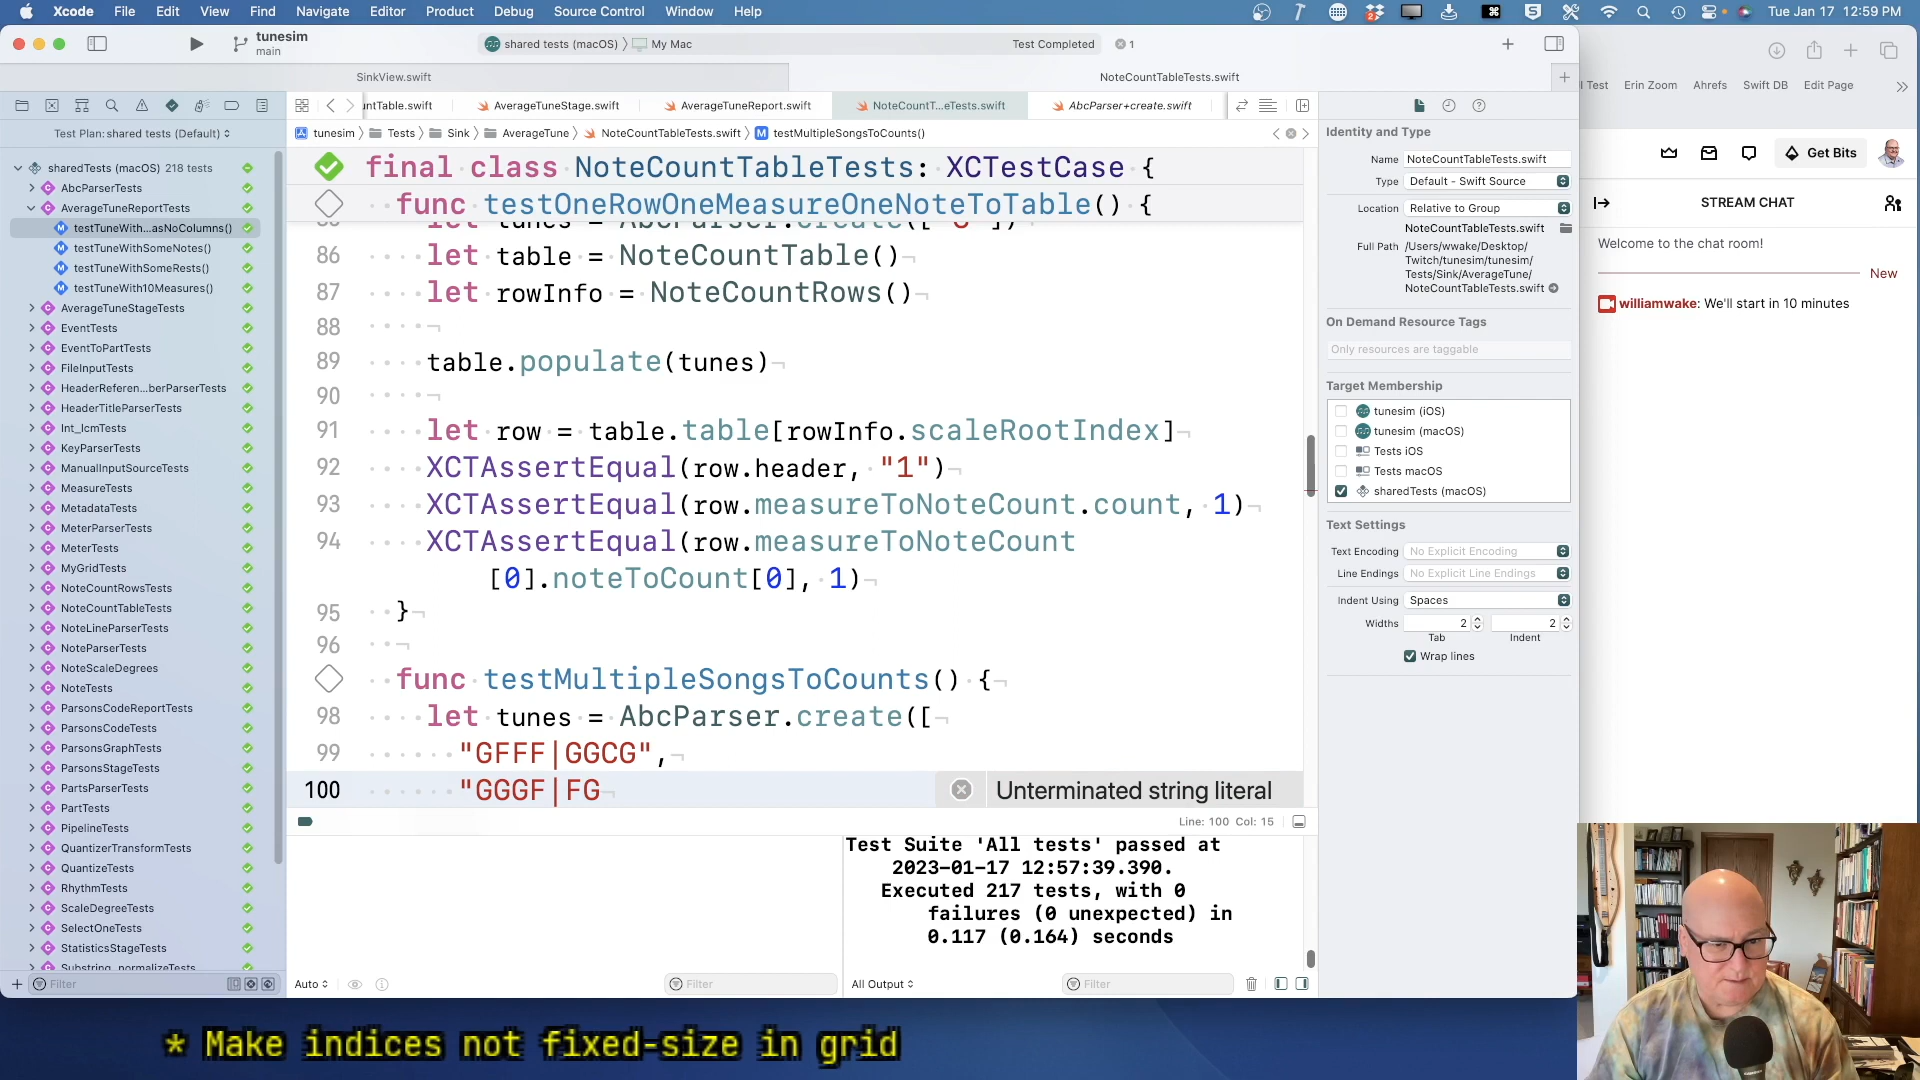 Xcode File Edit View Find Navigate Editor Product Debug Source Control Window Help
Tue Jan 17 12:59 PM
tunesim
main
shared tests (macOS) My Mac
Test Completed 1
SinkView.swift
NoteCountTableTests.swift
untTable.swift
AverageTuneStage.swift
AverageTuneReport.swift
NoteCountT...eTests.swift
AbcParser+create.swift
tunesim Tests Sink AverageTune NoteCountTableTests.swift testMultipleSongsToCounts()
Test Plan: shared tests (Default)
sharedTests (macOS) 218 tests
AbcParserTests
AverageTuneReportTests
testTuneWith...asNoColumns()
testTuneWithSomeNotes()
testTuneWithSomeRests()
testTuneWith10Measures()
AverageTuneStageTests
EventTests
EventToPartTests
FileInputTests
HeaderReferen...berParserTests
HeaderTitleParserTests
Int_lcmTests
KeyParserTests
ManualInputSourceTests
MeasureTests
MetadataTests
MeterParserTests
MeterTests
MyGridTests
NoteCountRowsTests
NoteCountTableTests
NoteLineParserTests
NoteParserTests
NoteScaleDegrees
NoteTests
ParsonsCodeReportTests
ParsonsCodeTests
ParsonsGraphTests
ParsonsStageTests
PartsParserTests
PartTests
PipelineTests
QuantizerTransformTests
QuantizeTests
RhythmTests
ScaleDegreeTests
SelectOneTests
StatisticsStageTests
Substring_normalizeTests
Filter
final class NoteCountTableTests: XCTestCase {
func testOneRowOneMeasureOneNoteToTable() {
let tunes = AbcParser.create(["G"])
86 let table = NoteCountTable()
87 let rowInfo = NoteCountRows()
88
89 table.populate(tunes)
90
91 let row = table.table[rowInfo.scaleRootIndex]
92 XCTAssertEqual(row.header, "1")
93 XCTAssertEqual(row.measureToNoteCount.count, 1)
94 XCTAssertEqual(row.measureToNoteCount
[0].noteToCount[0], 1)
95 }
96
func testMultipleSongsToCounts() {
98 let tunes = AbcParser.create([
99 "GFFF|GGCG",
100 "GGGF|FG
Unterminated string literal
Line: 100 Col: 15
Test Suite 'All tests' passed at
2023-01-17 12:57:39.390.
Executed 217 tests, with 0
failures (0 unexpected) in
0.117 (0.164) seconds
Auto
Filter
All Output
Filter
Identity and Type
Name NoteCountTableTests.swift
Type Default - Swift Source
Location Relative to Group
NoteCountTableTests.swift
Full Path /Users/wwake/Desktop/
Twitch/tunesim/tunesim/
Tests/Sink/AverageTune/
NoteCountTableTests.swift
On Demand Resource Tags
Only resources are taggable
Target Membership
tunesim (iOS)
tunesim (macOS)
Tests iOS
Tests macOS
sharedTests (macOS)
Text Settings
Text Encoding No Explicit Encoding
Line Endings No Explicit Line Endings
Indent Using Spaces
Widths 2 2
Tab Indent
Wrap lines
l Test Erin Zoom Ahrefs Swift DB Edit Page
Get Bits
STREAM CHAT
Welcome to the chat room!
New
williamwake: We'll start in 10 minutes
* Make indices not fixed-size in grid